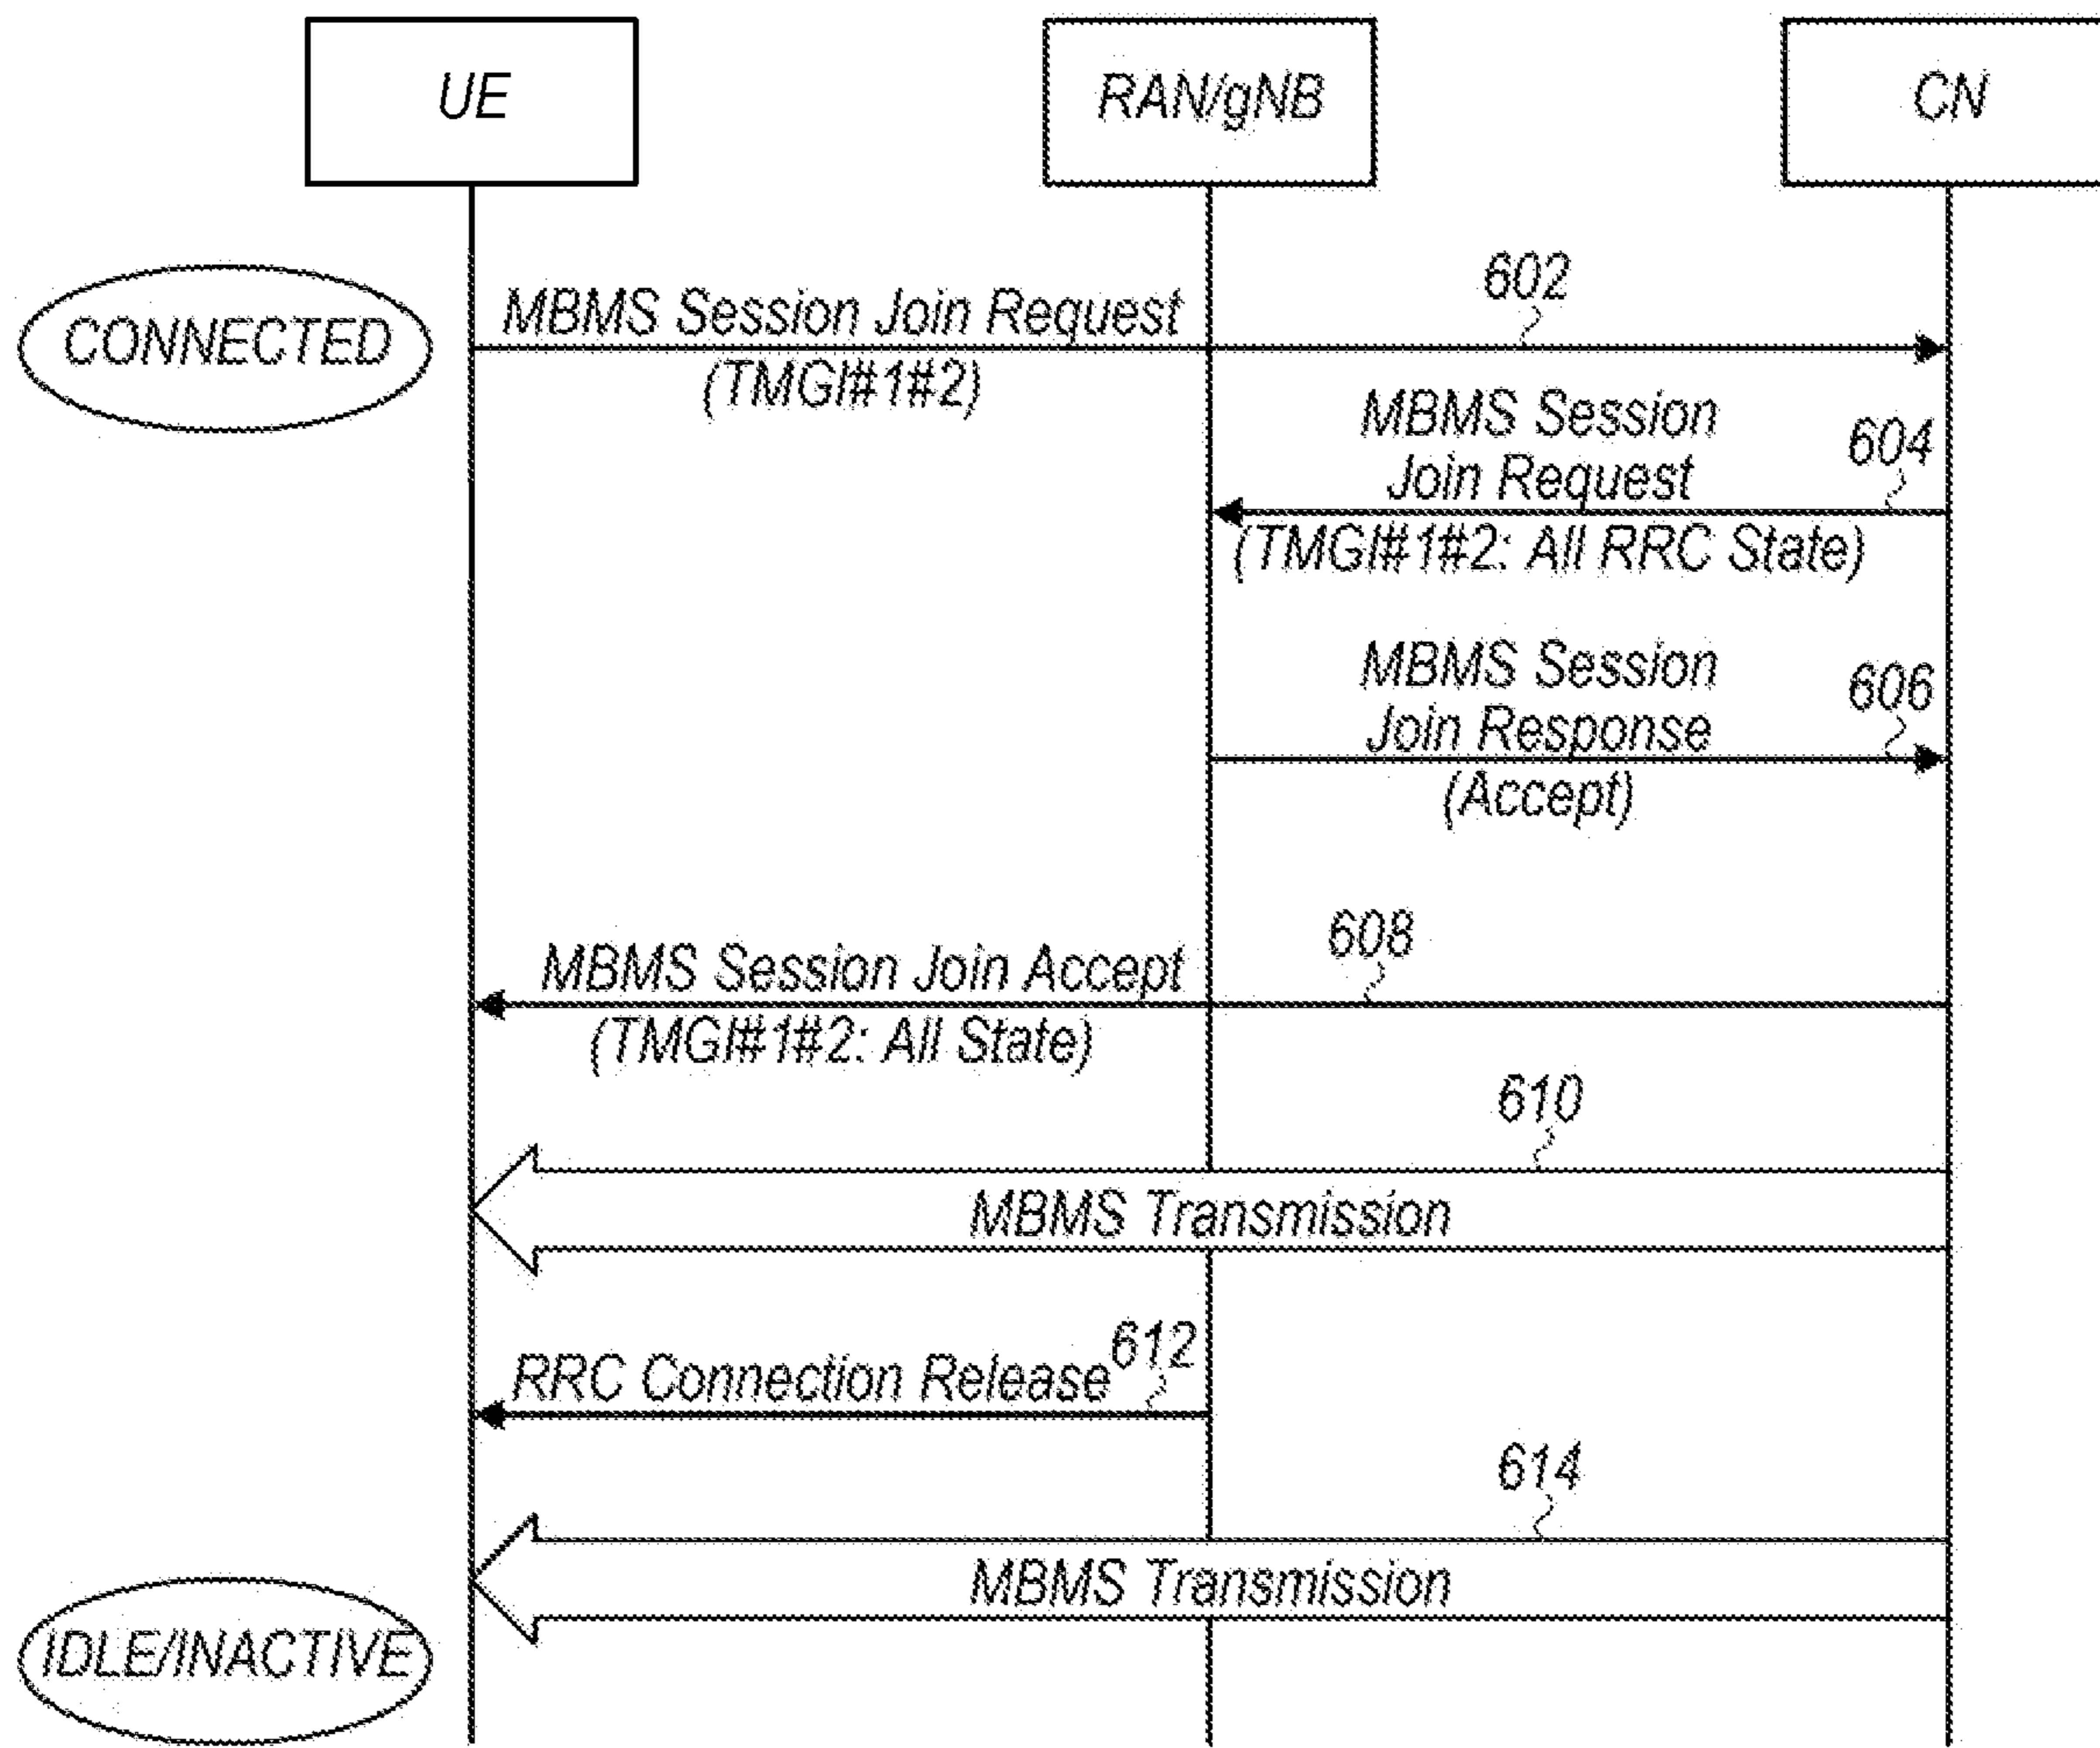 UE
RAN/gNB
CN
CONNECTED
MBMS Session Join Request
(TMGI#1#2)
602
MBMS Session
Join Request
604
(TMGI#1#2: All RRC State)
MBMS Session
Join Response
606
(Accept)
608
MBMS Session Join Accept
(TMGI#1#2: All State)
610
MBMS Transmission
RRC Connection Release
612
614
MBMS Transmission
IDLE/INACTIVE